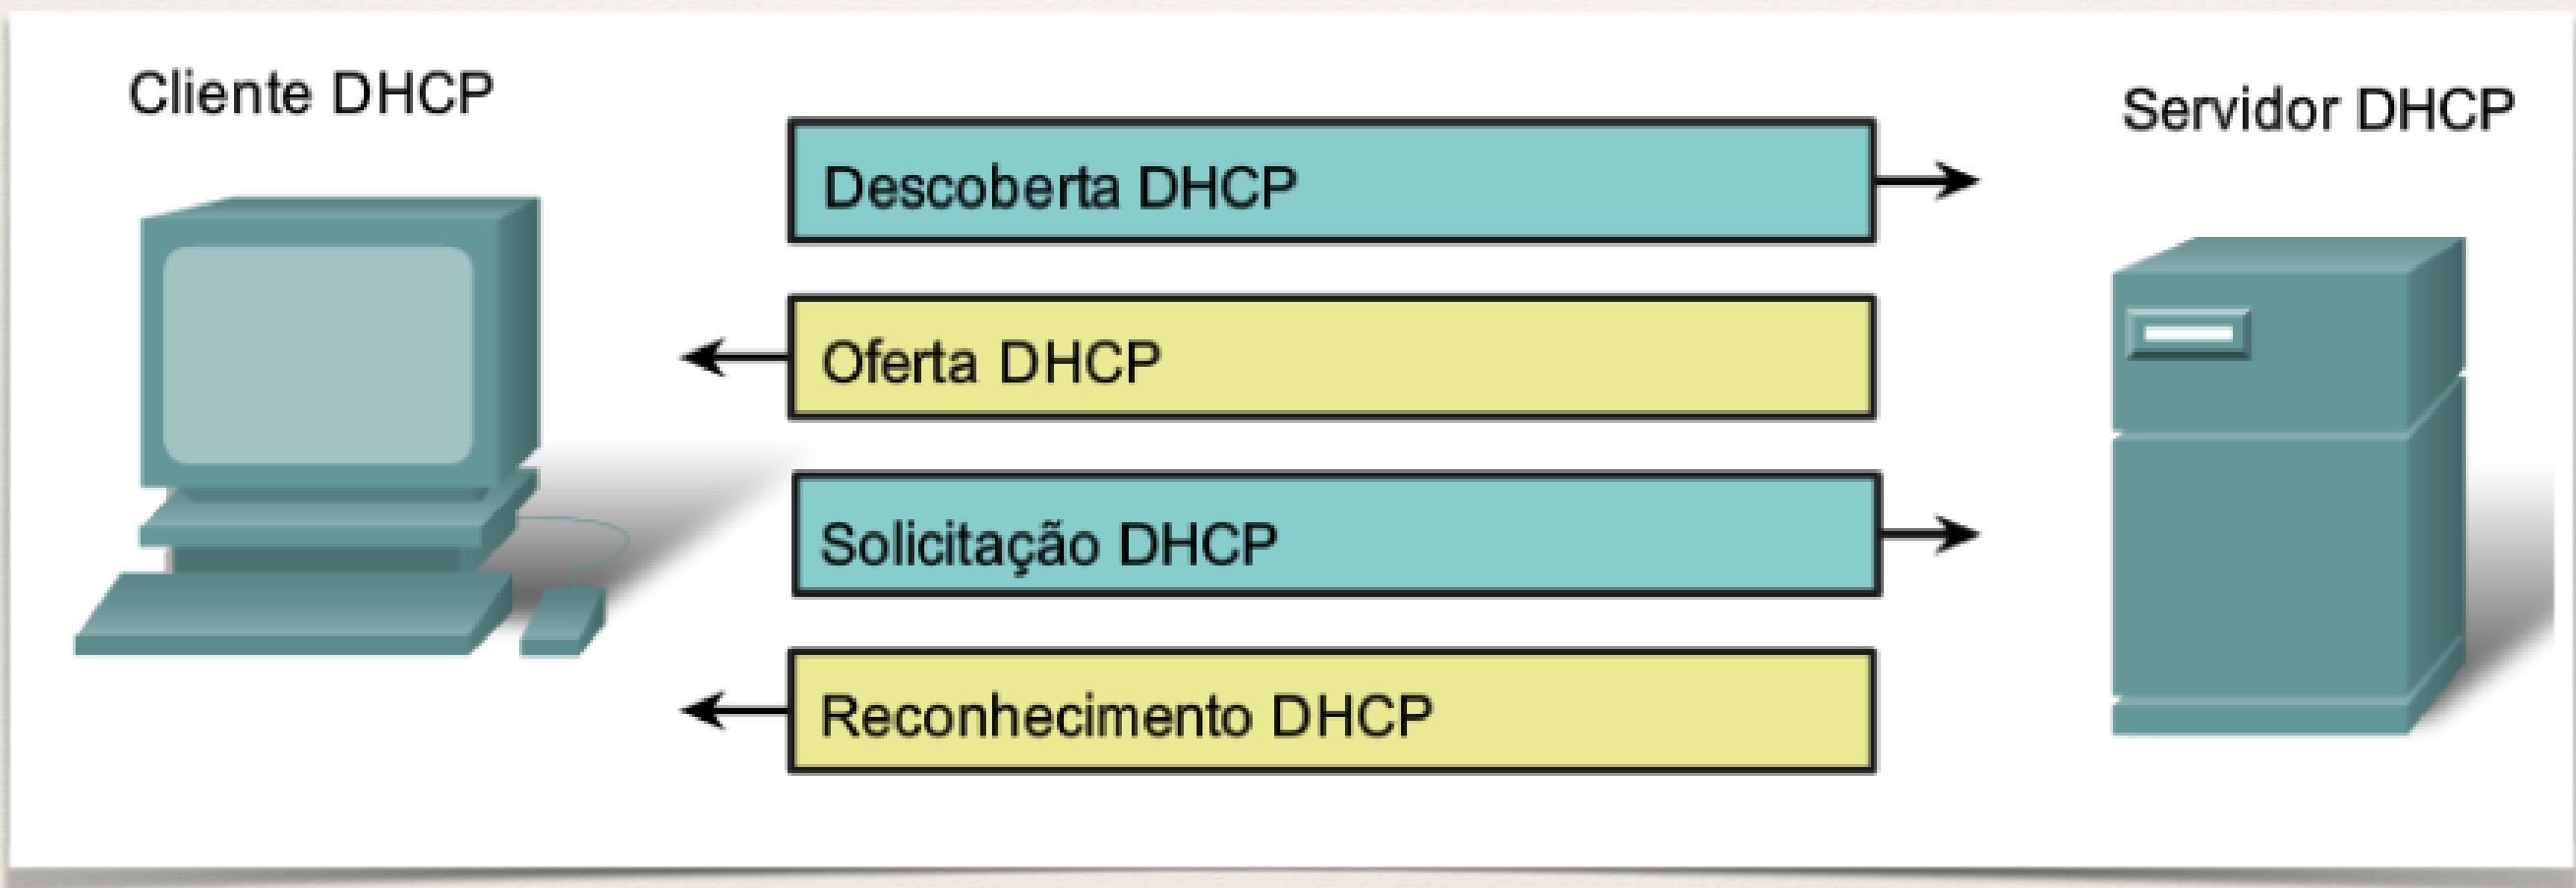 Cliente DHCP
Servidor DHCP
Descoberta DHCP
Oferta DHCP
Solicitação DHCP
Reconhecimento DHCP